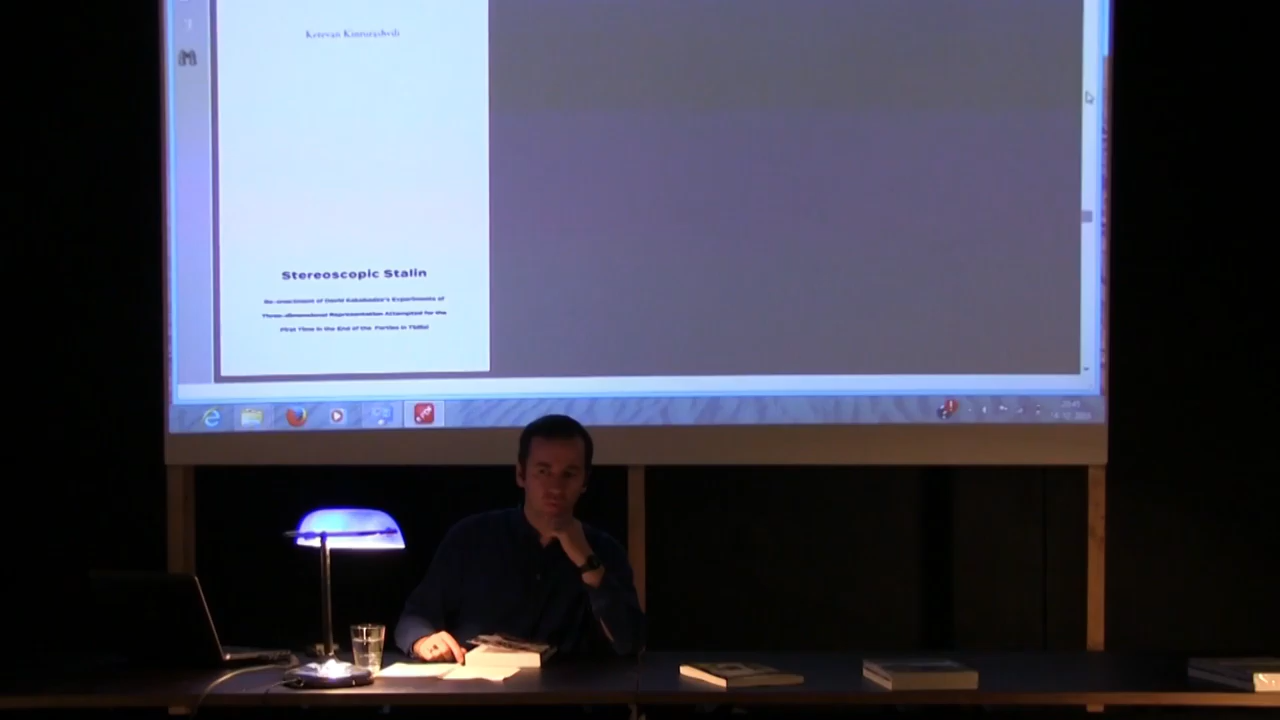 Ketevan Kinturashvili
Stereoscopic Stalin
Re-enactment of David Kakabadze's Experiments of
Three-dimensional Representation Attempted for the
First Time in the End of the Forties in Tbilisi